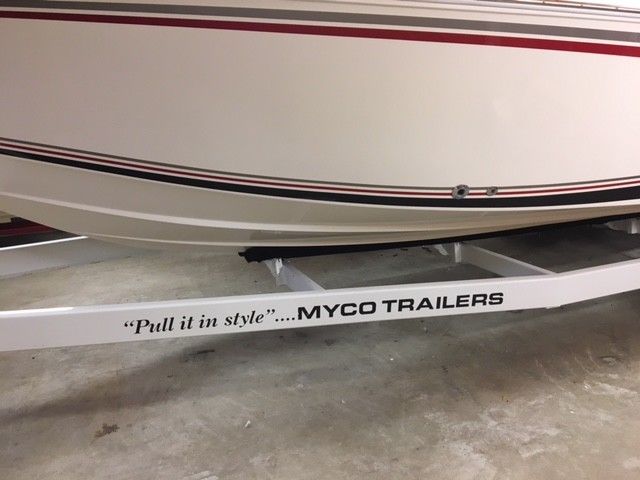 “Pull it in style”....MYCO TRAILERS